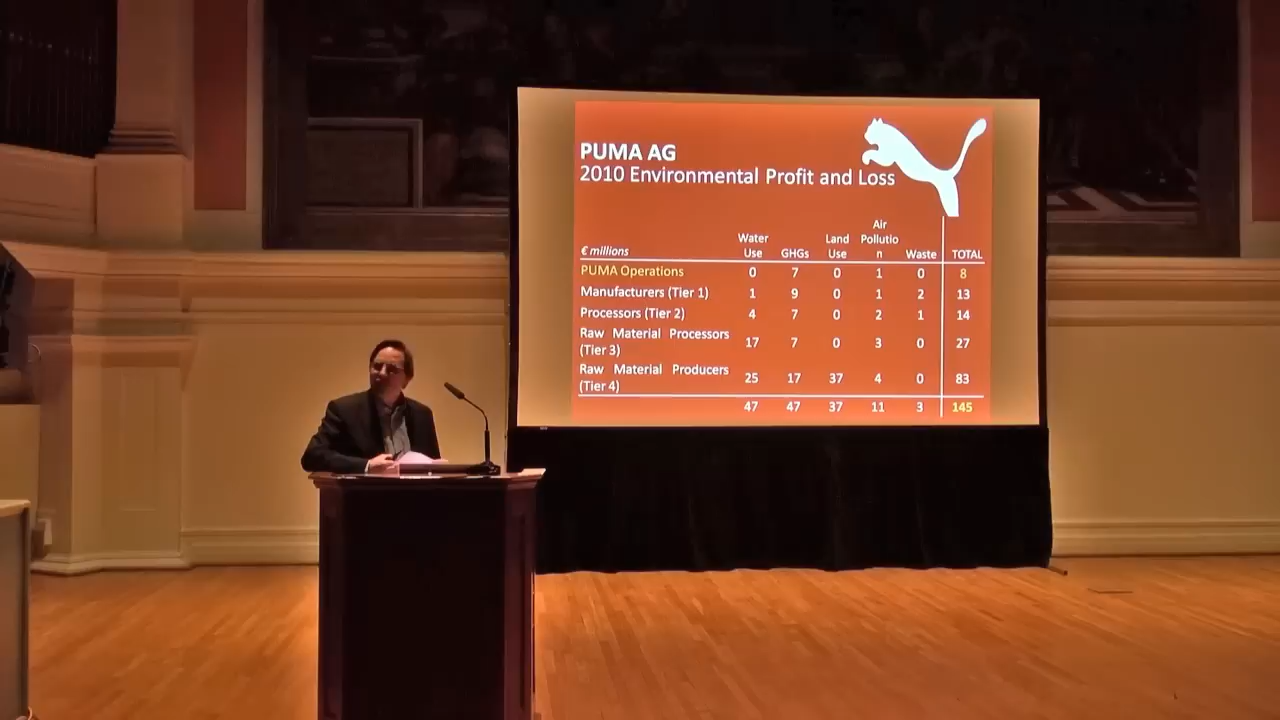 PUMA AG
2010 Environmental Profit and Loss
€ millions Water Use GHGs Land Use Air Pollutio n Waste TOTAL
PUMA Operations 0 7 0 1 0 8
Manufacturers (Tier 1) 1 9 0 1 2 13
Processors (Tier 2) 4 7 0 2 1 14
Raw Material Processors (Tier 3) 17 7 0 3 0 27
Raw Material Producers (Tier 4) 25 17 37 4 0 83
47 47 37 11 3 145